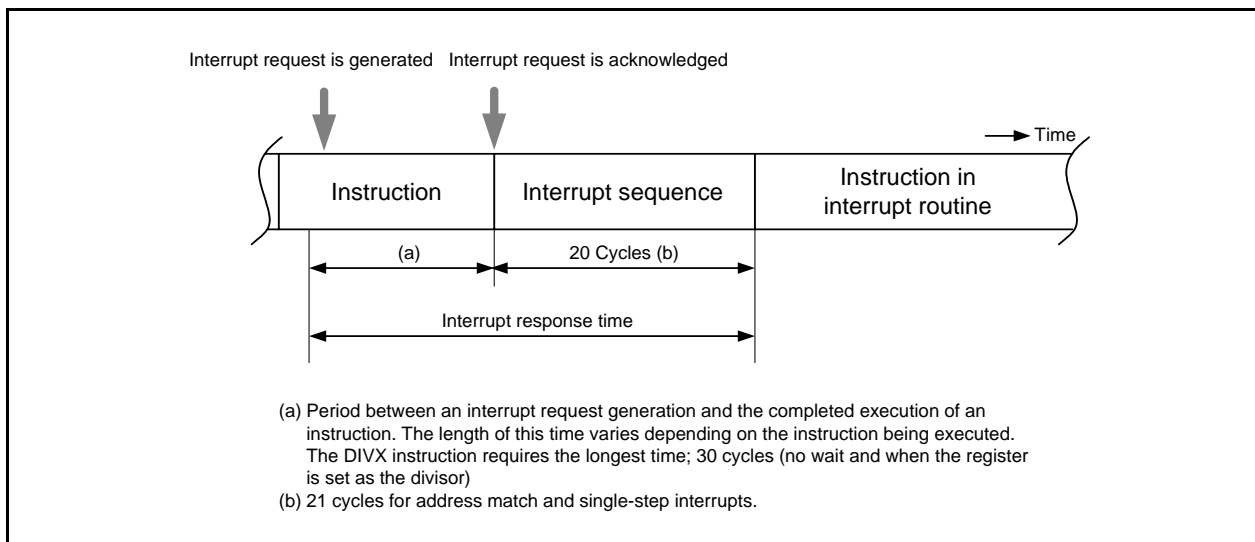 Interrupt request is generated
Interrupt request is acknowledged
Time
Instruction
Interrupt sequence
Instruction in
interrupt routine
(a)
20 Cycles (b)
Interrupt response time
(a) Period between an interrupt request generation and the completed execution of an
instruction. The length of this time varies depending on the instruction being executed.
The DIVX instruction requires the longest time; 30 cycles (no wait and when the register
is set as the divisor)
(b) 21 cycles for address match and single-step interrupts.